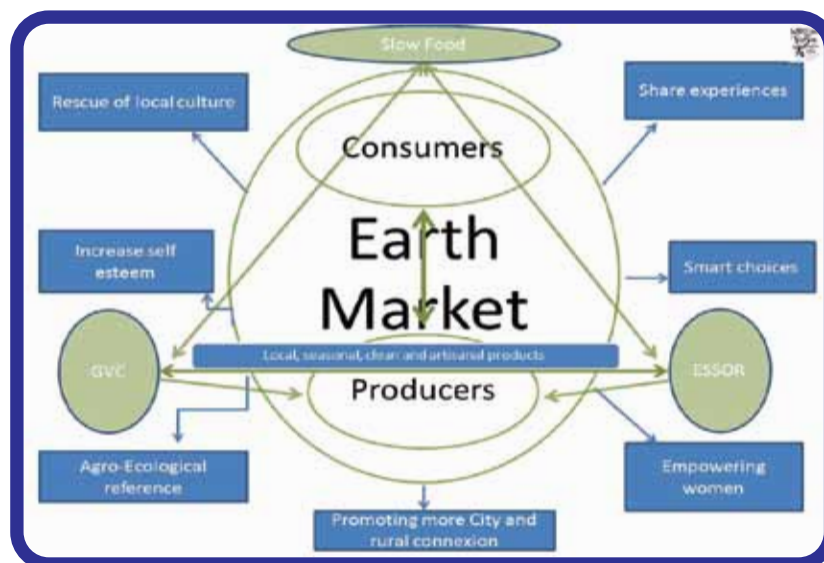 Slow Food
Rescue of local culture
Share experiences
Consumers
Earth
Market
Increase self
esteem
Smart choices
Local, seasonal, clean and artisanal products
GVC
ESSOR
Producers
Agro-Ecological
reference
Empowering
women
Promoting more City and
rural connexion